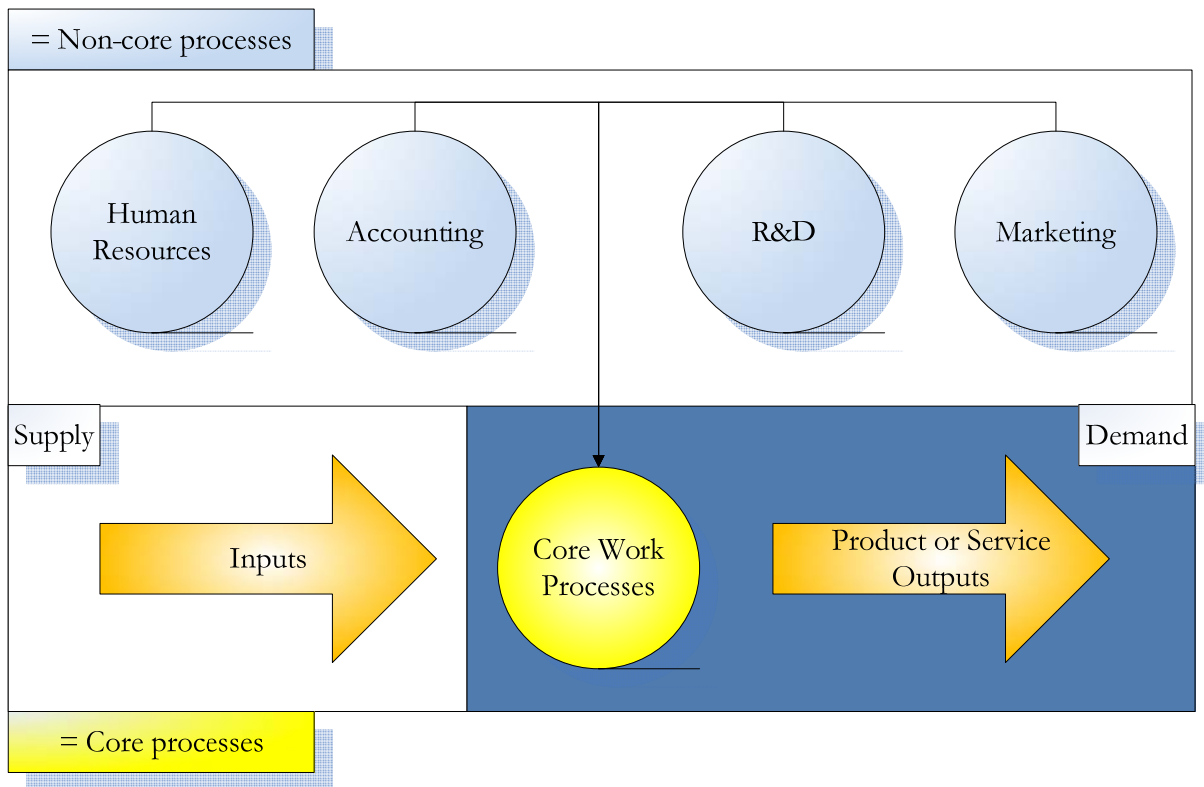 = Non-core processes
Human
Resources
Accounting
R&D
Marketing
Supply
Demand
Inputs
Core Work
Processes
Product or Service
Outputs
= Core processes